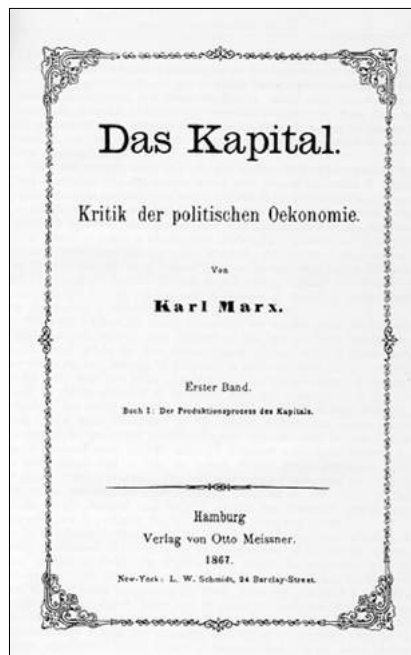 Das Kapital.
Kritik der politischen Oekonomie.
Von
Karl Marx.
Erster Band.
Buch I: Der Produktionsprocess des Kapitals.
Hamburg
Verlag von Otto Meissner.
1867.
New-York: L. W. Schmidt, 24 Barclay-Street.